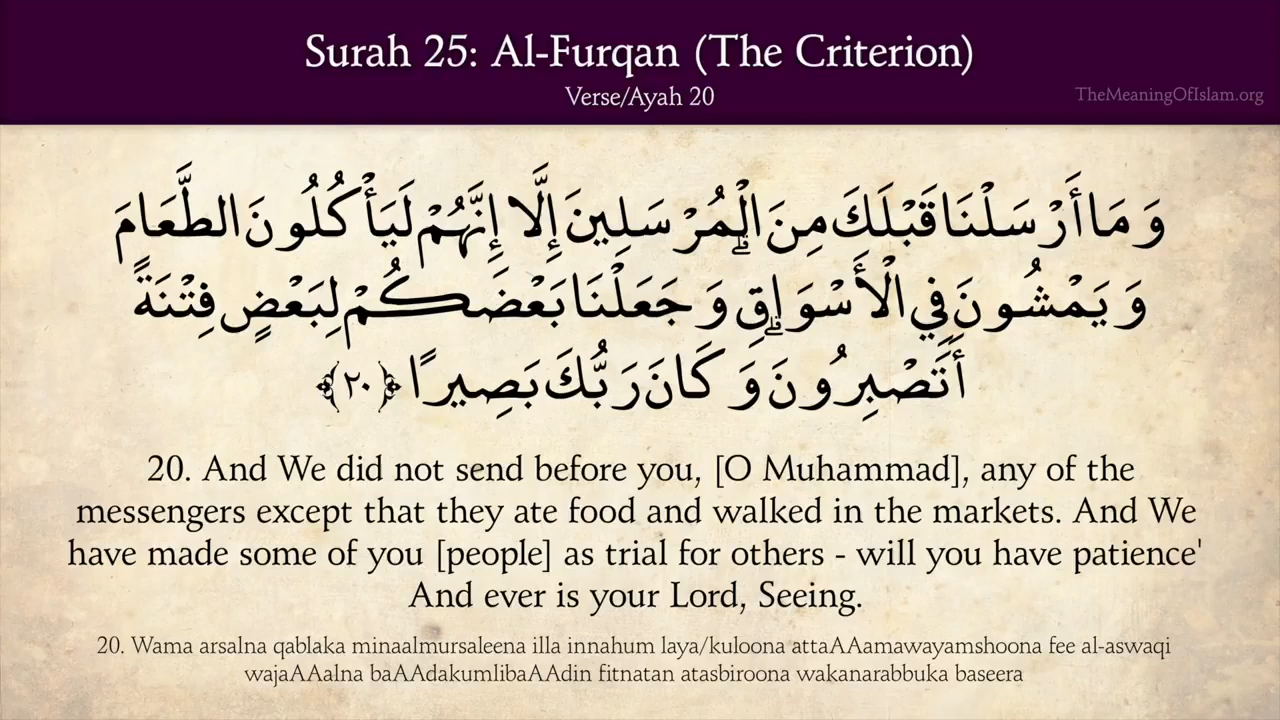 Surah 25: Al-Furqan (The Criterion)
Verse/Ayah 20
TheMeaningOfIslam.org
وَمَا أَرْسَلْنَا قَبْلَكَ مِنَ الْمُرْسَلِينَ إِلَّا إِنَّهُمْ لَيَأْكُلُونَ الطَّعَامَ
وَيَمْشُونَ فِي الْأَسْوَاقِ ۗ وَجَعَلْنَا بَعْضَكُمْ لِبَعْضٍ فِتْنَةً
أَتَصْبِرُونَ ۗ وَكَانَ رَبُّكَ بَصِيرًا ﴿٢٠﴾
20. And We did not send before you, [O Muhammad], any of the
messengers except that they ate food and walked in the markets. And We
have made some of you [people] as trial for others - will you have patience'
And ever is your Lord, Seeing.
20. Wama arsalna qablaka minaalmursaleena illa innahum laya/kuloona attaAAamawayamshoona fee al-aswaqi
wajaAAalna baAAdakumlibaAAdin fitnatan atasbiroona wakanarabbuka baseera